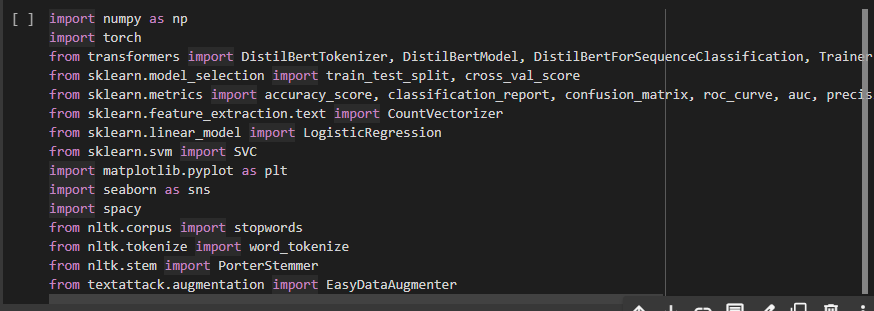 [ ] import numpy as np
import torch
from transformers import DistilBertTokenizer, DistilBertModel, DistilBertForSequenceClassification, Trainer
from sklearn.model_selection import train_test_split, cross_val_score
from sklearn.metrics import accuracy_score, classification_report, confusion_matrix, roc_curve, auc, precis
from sklearn.feature_extraction.text import CountVectorizer
from sklearn.linear_model import LogisticRegression
from sklearn.svm import SVC
import matplotlib.pyplot as plt
import seaborn as sns
import spacy
from nltk.corpus import stopwords
from nltk.tokenize import word_tokenize
from nltk.stem import PorterStemmer
from textattack.augmentation import EasyDataAugmenter